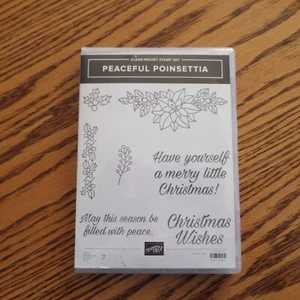 CLEAR-MOUNT STAMP SET
PEACEFUL POINSETTIA
Have yourself
a merry little
Christmas!
May this season be
filled with peace.
Christmas
Wishes
7